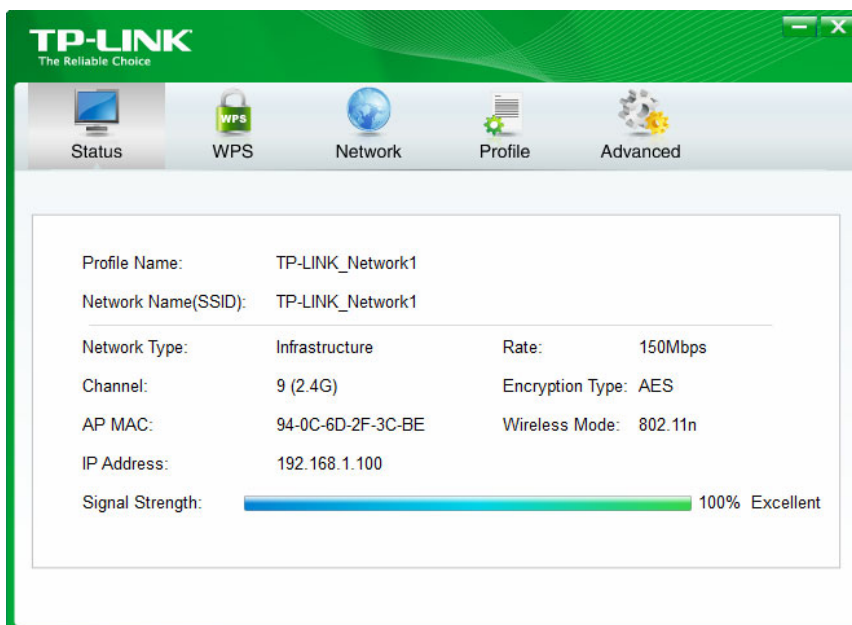 TP-LINK
The Reliable Choice
WPS
Status WPS Network Profile Advanced
Profile Name: TP-LINK_Network1
Network Name(SSID): TP-LINK_Network1
Network Type: Infrastructure Rate: 150Mbps
Channel: 9 (2.4G) Encryption Type: AES
AP MAC: 94-0C-6D-2F-3C-BE Wireless Mode: 802.11n
IP Address: 192.168.1.100
Signal Strength: 100% Excellent